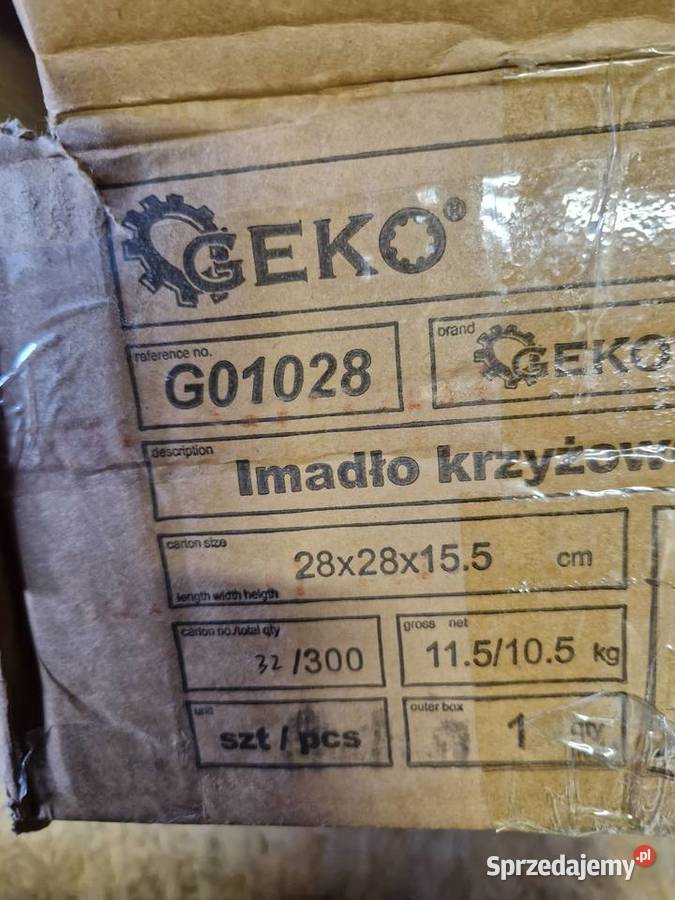 GEKO®
reference no.
G01028
brand
GEKO
description
Imadło krzyżow
carton size
28x28x15.5 cm
length width heigth
carton no./total qty
32/300
gross net
11.5/10.5 kg
unit
szt / pcs
outer box
1 qty
Sprzedajemy.pl